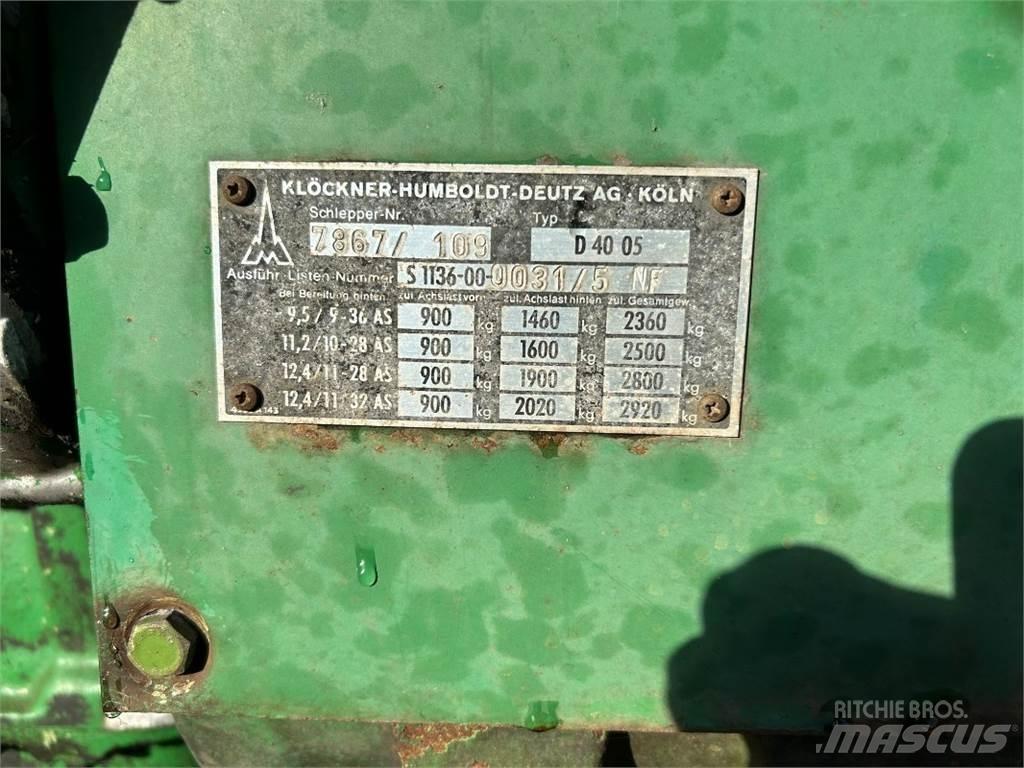 KLÖCKNER-HUMBOLDT-DEUTZ AG · KÖLN
Schlepper-Nr. Typ
7867/ 109 D 40 05
Ausführ.-Listen-Nummer S 1136-00-0031/5 NF
Bei Bereifung hinten: zul. Achslast vorn zul. Achslast hinten zul. Gesamtgew.
9,5/9-36 AS 900 kg 1460 kg 2360 kg
11,2/10-28 AS 900 kg 1600 kg 2500 kg
12,4/11-28 AS 900 kg 1900 kg 2800 kg
12,4/11-32 AS 900 kg 2020 kg 2920 kg
RITCHIE BROS.
MASCUS